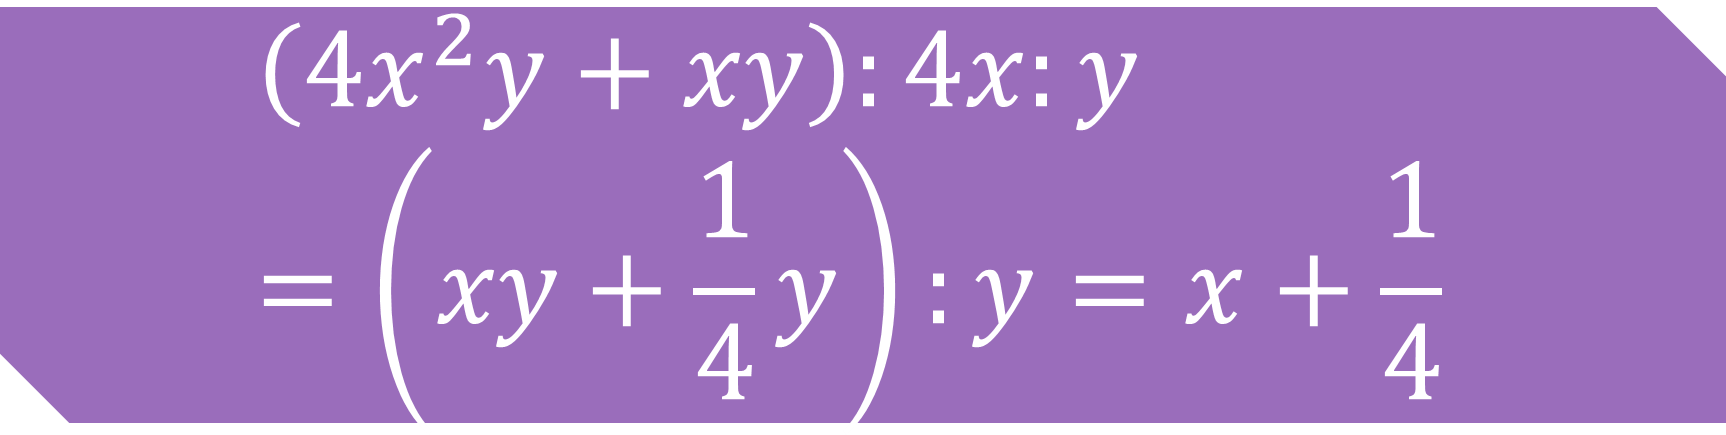 (4x²y + xy): 4x: y
= (xy + 1/4 y) : y = x + 1/4